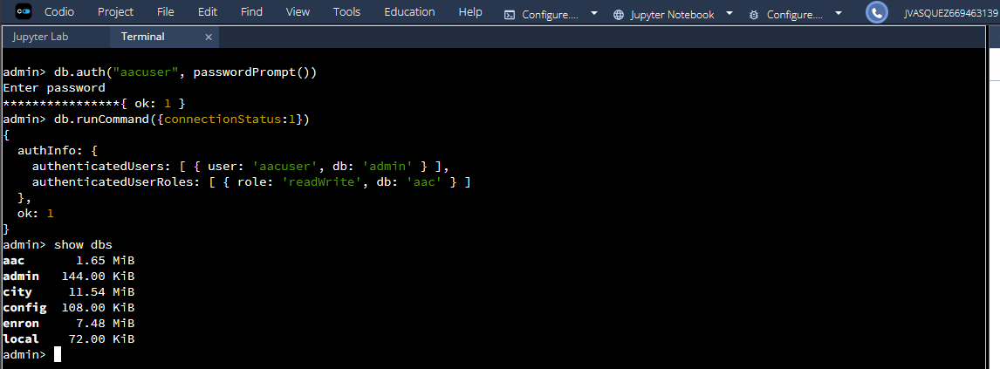 Codio Project File Edit Find View Tools Education Help Configure.... Jupyter Notebook Configure.... JVASQUEZ669463139
Jupyter Lab Terminal ×
admin> db.auth("aacuser", passwordPrompt())
Enter password
****************{ ok: 1 }
admin> db.runCommand({connectionStatus:1})
{
  authInfo: {
    authenticatedUsers: [ { user: 'aacuser', db: 'admin' } ],
    authenticatedUserRoles: [ { role: 'readWrite', db: 'aac' } ]
  },
  ok: 1
}
admin> show dbs
aac       1.65 MiB
admin   144.00 KiB
city     11.54 MiB
config  108.00 KiB
enron     7.48 MiB
local    72.00 KiB
admin>